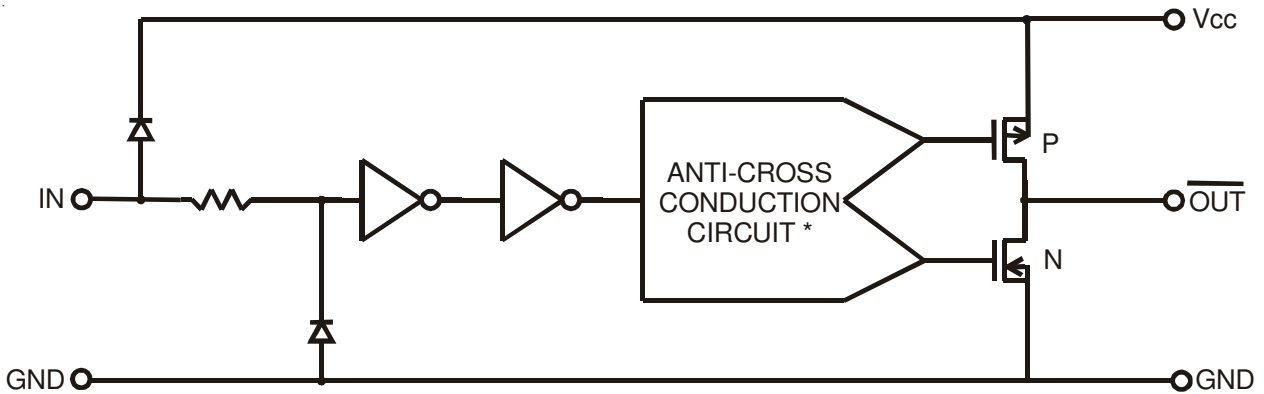 Vcc
P
IN
ANTI-CROSS
CONDUCTION
CIRCUIT *
OUT
N
GND
GND